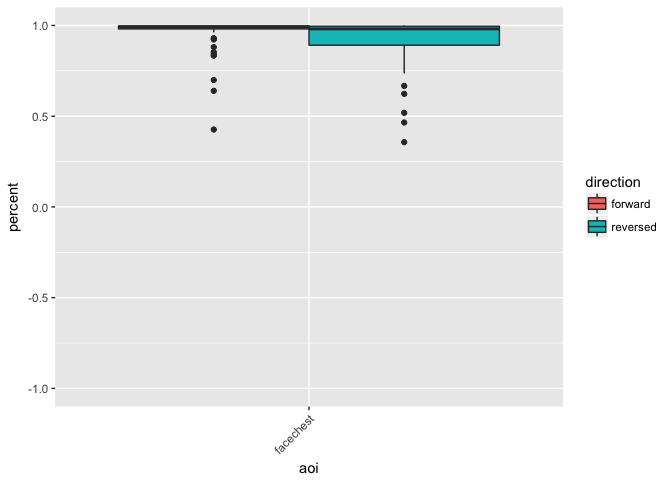 1.0
0.5
0.0
-0.5
-1.0
percent
facechest
aoi
direction
forward
reversed